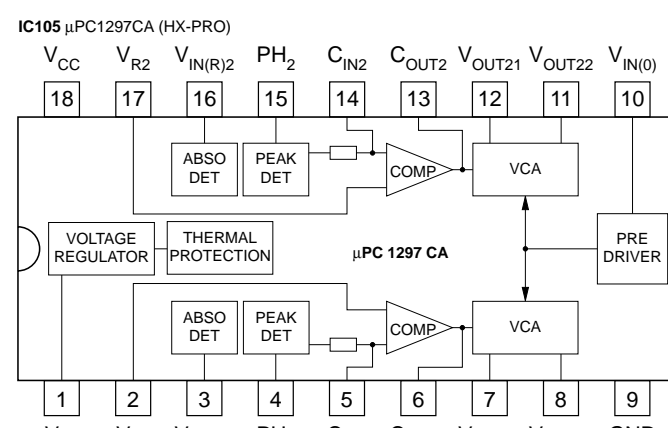 IC105 µPC1297CA (HX-PRO)
VCC VR2 VIN(R)2 PH2 CIN2 COUT2 VOUT21 VOUT22 VIN(0)
18 17 16 15 14 13 12 11 10
ABSO DET
PEAK DET
COMP
VCA
VOLTAGE REGULATOR
THERMAL PROTECTION
µPC 1297 CA
PRE DRIVER
ABSO DET
PEAK DET
COMP
VCA
1 2 3 4 5 6 7 8 9